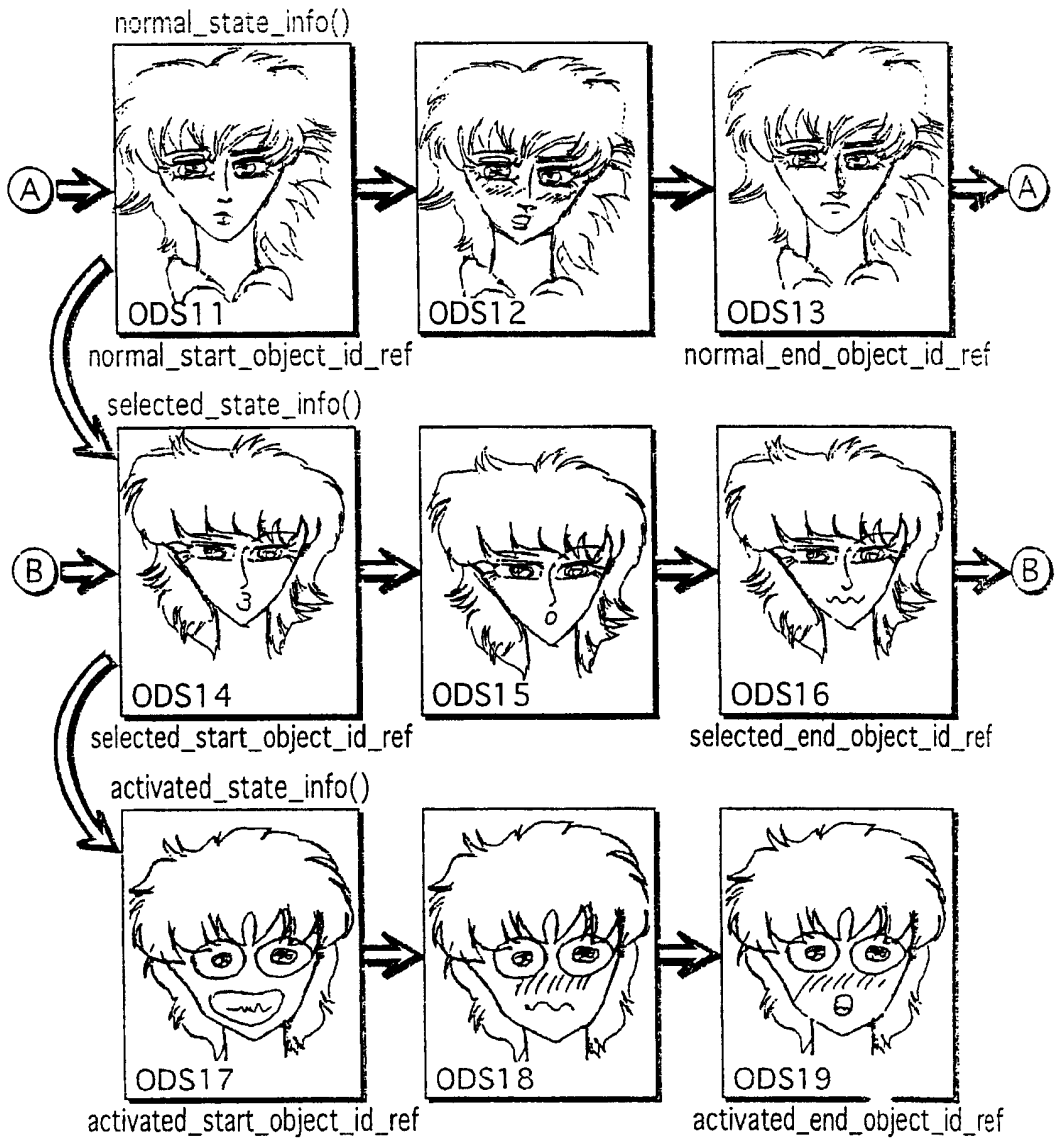 normal_state_info()
A
A
ODS11
ODS12
ODS13
normal_start_object_id_ref
normal_end_object_id_ref
selected_state_info()
B
B
ODS14
ODS15
ODS16
selected_start_object_id_ref
selected_end_object_id_ref
activated_state_info()
ODS17
ODS18
ODS19
activated_start_object_id_ref
activated_end_object_id_ref